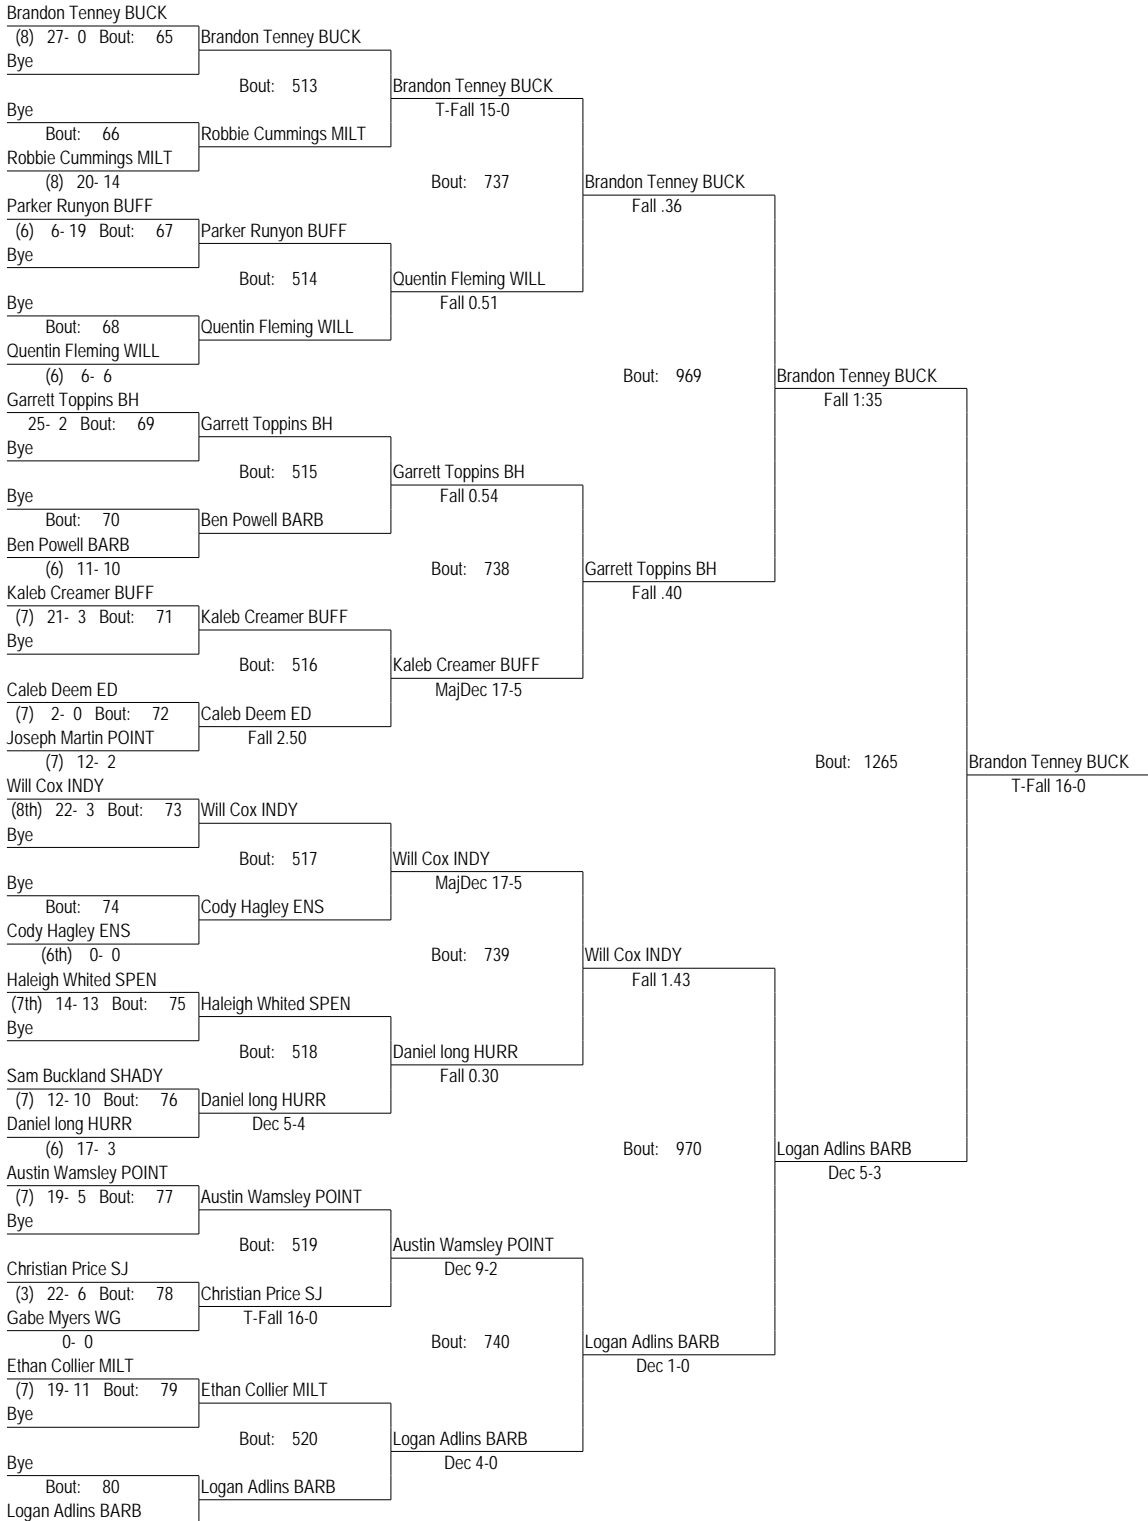 Brandon Tenney BUCK
(8) 27- 0 Bout: 65 Brandon Tenney BUCK
Bye
Bout: 513 Brandon Tenney BUCK
Bye T-Fall 15-0
Bout: 66 Robbie Cummings MILT
Robbie Cummings MILT
(8) 20- 14 Bout: 737 Brandon Tenney BUCK
Parker Runyon BUFF Fall .36
(6) 6- 19 Bout: 67 Parker Runyon BUFF
Bye
Bout: 514 Quentin Fleming WILL
Bye Fall 0.51
Bout: 68 Quentin Fleming WILL
Quentin Fleming WILL
(6) 6- 6 Bout: 969 Brandon Tenney BUCK
Garrett Toppins BH Fall 1:35
25- 2 Bout: 69 Garrett Toppins BH
Bye
Bout: 515 Garrett Toppins BH
Bye Fall 0.54
Bout: 70 Ben Powell BARB
Ben Powell BARB
(6) 11- 10 Bout: 738 Garrett Toppins BH
Kaleb Creamer BUFF Fall .40
(7) 21- 3 Bout: 71 Kaleb Creamer BUFF
Bye
Bout: 516 Kaleb Creamer BUFF
Caleb Deem ED MajDec 17-5
(7) 2- 0 Bout: 72 Caleb Deem ED
Joseph Martin POINT Fall 2.50
(7) 12- 2 Bout: 1265 Brandon Tenney BUCK
Will Cox INDY T-Fall 16-0
(8th) 22- 3 Bout: 73 Will Cox INDY
Bye
Bout: 517 Will Cox INDY
Bye MajDec 17-5
Bout: 74 Cody Hagley ENS
Cody Hagley ENS
(6th) 0- 0 Bout: 739 Will Cox INDY
Haleigh Whited SPEN Fall 1.43
(7th) 14- 13 Bout: 75 Haleigh Whited SPEN
Bye
Bout: 518 Daniel long HURR
Sam Buckland SHADY Fall 0.30
(7) 12- 10 Bout: 76 Daniel long HURR
Daniel long HURR Dec 5-4
(6) 17- 3 Bout: 970 Logan Adlins BARB
Austin Wamsley POINT Dec 5-3
(7) 19- 5 Bout: 77 Austin Wamsley POINT
Bye
Bout: 519 Austin Wamsley POINT
Christian Price SJ Dec 9-2
(3) 22- 6 Bout: 78 Christian Price SJ
Gabe Myers WG T-Fall 16-0
0- 0 Bout: 740 Logan Adlins BARB
Ethan Collier MILT Dec 1-0
(7) 19- 11 Bout: 79 Ethan Collier MILT
Bye
Bout: 520 Logan Adlins BARB
Bye Dec 4-0
Bout: 80 Logan Adlins BARB
Logan Adlins BARB